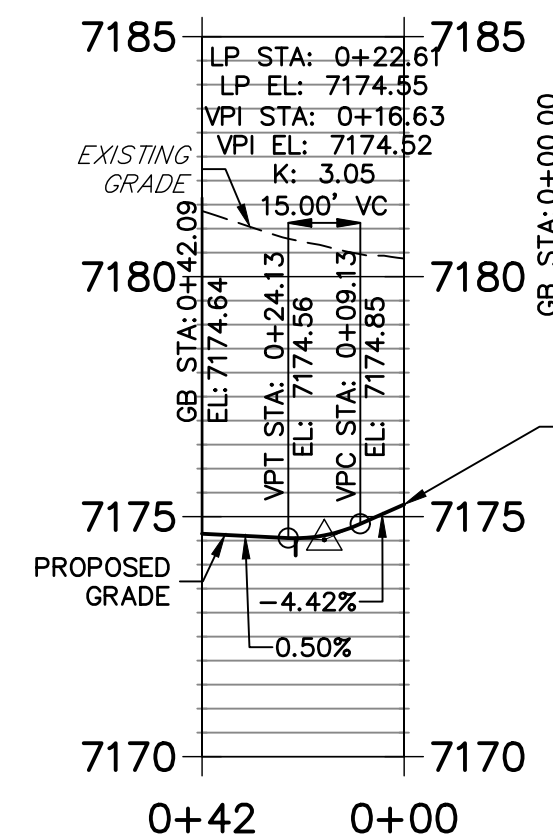 7185
7185
LP STA: 0+22.61
LP EL: 7174.55
VPI STA: 0+16.63
VPI EL: 7174.52
K: 3.05
15.00' VC
EXISTING
GRADE
7180
7180
GB STA: 0+42.09
EL: 7174.64
VPT STA: 0+24.13
EL: 7174.56
VPC STA: 0+09.13
EL: 7174.85
GB STA: 0+00.00
7175
7175
PROPOSED
GRADE
-4.42%
0.50%
7170
7170
0+42
0+00